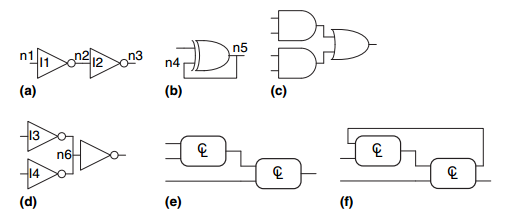 n1 I1 n2 I2 n3
n4 n5
(a) (b) (c)
I3
n6
I4
CL CL
CL CL
(d) (e) (f)